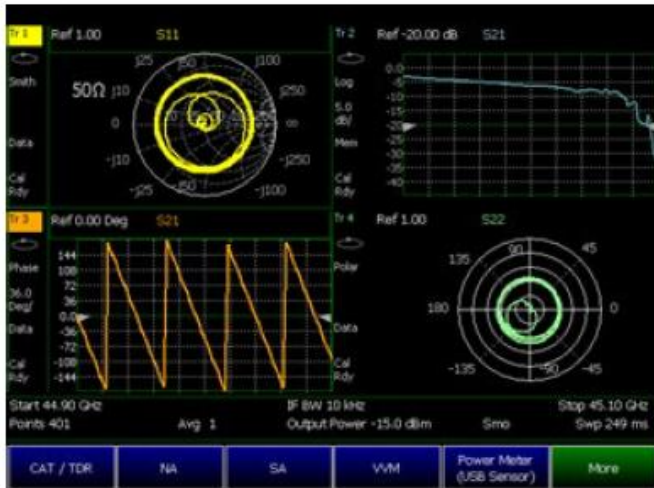 Tr 1 Ref 1.00 S11
Smith
Data
Cal
Rdy
50Ω
j10
j25
j50
j100
j250
0
∞
-j10
-j25
j50
-j100
-j250
Tr 2 Ref -20.00 dB S21
Log
5.0
dB/
Mem
Cal
Rdy
0.0
-5
-10
-15
-20
-25
-30
-35
-40
Tr 3 Ref 0.00 Deg S21
Phase
36.0
Deg/
Data
Cal
Rdy
144
108
72
36
0.0
-36
-72
-108
-144
Tr 4 Ref 1.00 S22
Polar
Data
Cal
Rdy
135
90
45
180
0
-135
-90
-45
Start 44.90 GHz IF BW 10 kHz Stop 45.10 GHz
Points 401 Avg 1 Output Power -15.0 dBm Smo Swp 249 ms
CAT / TDR NA SA VVM Power Meter (USB Sensor) More